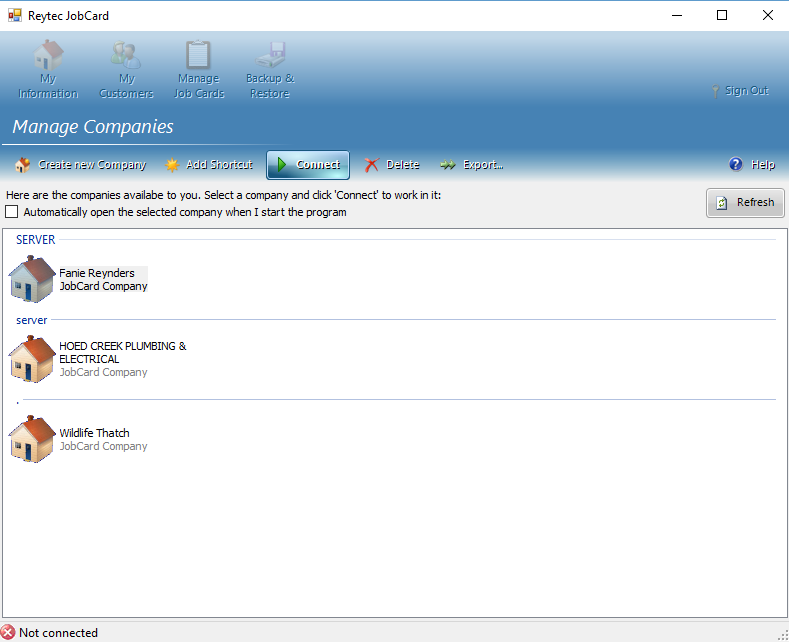 Reytec JobCard
My Information
My Customers
Manage Job Cards
Backup & Restore
Sign Out
Manage Companies
Create new Company
Add Shortcut
Connect
Delete
Export...
Help
Here are the companies availabe to you. Select a company and click 'Connect' to work in it:
Automatically open the selected company when I start the program
Refresh
SERVER
Fanie Reynders
JobCard Company
server
HOED CREEK PLUMBING &
ELECTRICAL
JobCard Company
.
Wildlife Thatch
JobCard Company
Not connected